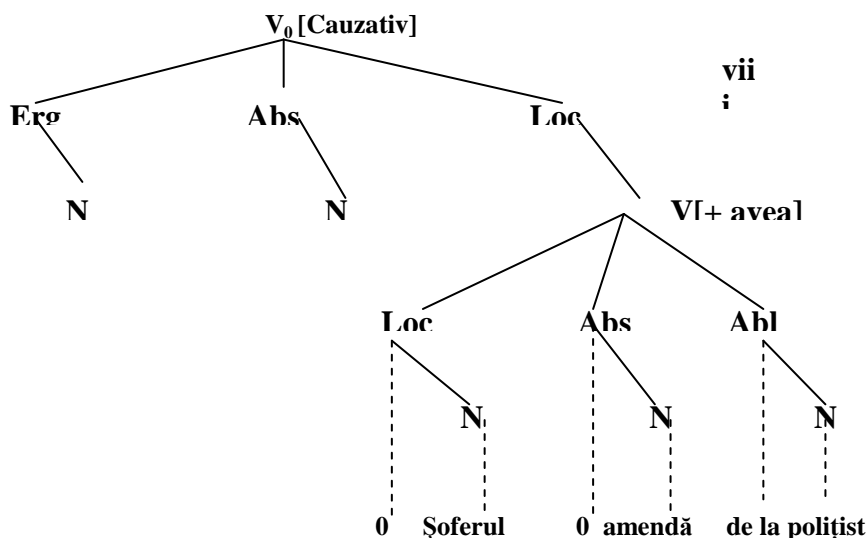 V₀ [Cauzativ]
vii
i
Erg Abs Loc
N N V[+ avea]
Loc Abs Abl
N N N
0 Şoferul 0 amendă de la poliţist